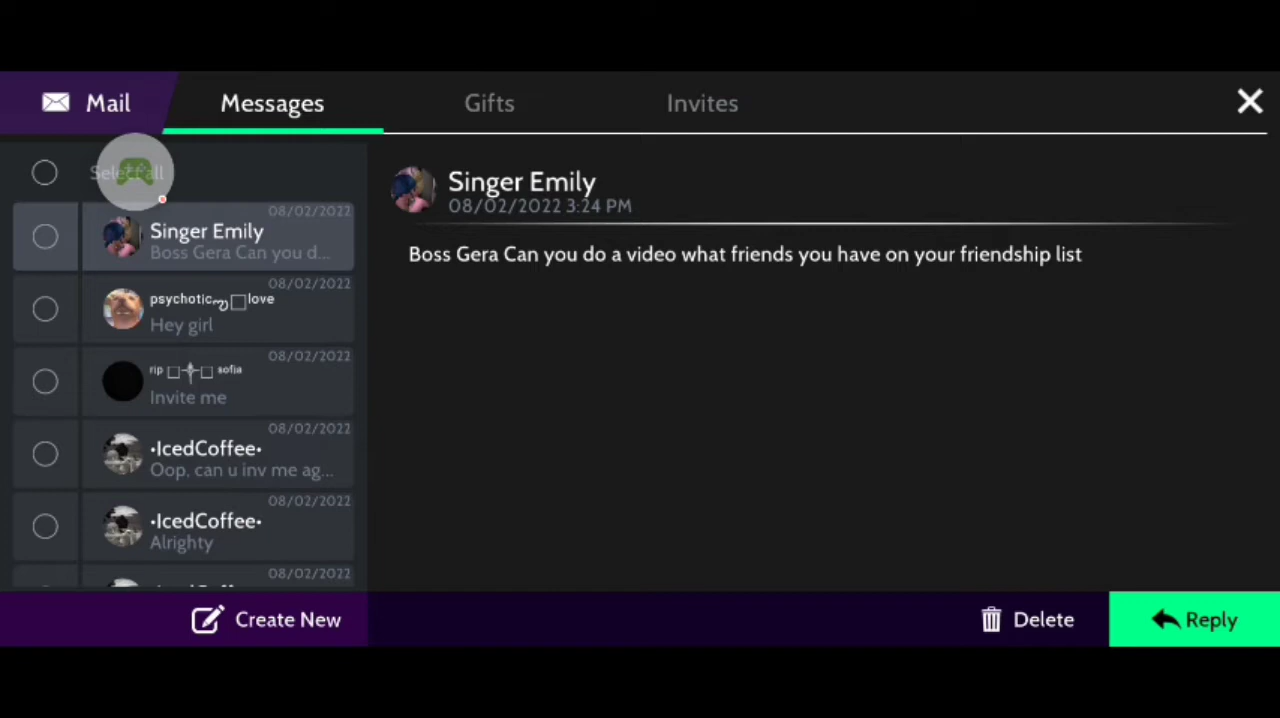 Mail
Messages
Gifts
Invites
Select all
08/02/2022
Singer Emily
Boss Gera Can you d...
08/02/2022
psychotic love
Hey girl
08/02/2022
rip sofia
Invite me
08/02/2022
•IcedCoffee•
Oop, can u inv me ag...
08/02/2022
•IcedCoffee•
Alrighty
08/02/2022
Create New
Singer Emily
08/02/2022 3:24 PM
Boss Gera Can you do a video what friends you have on your friendship list
Delete
Reply